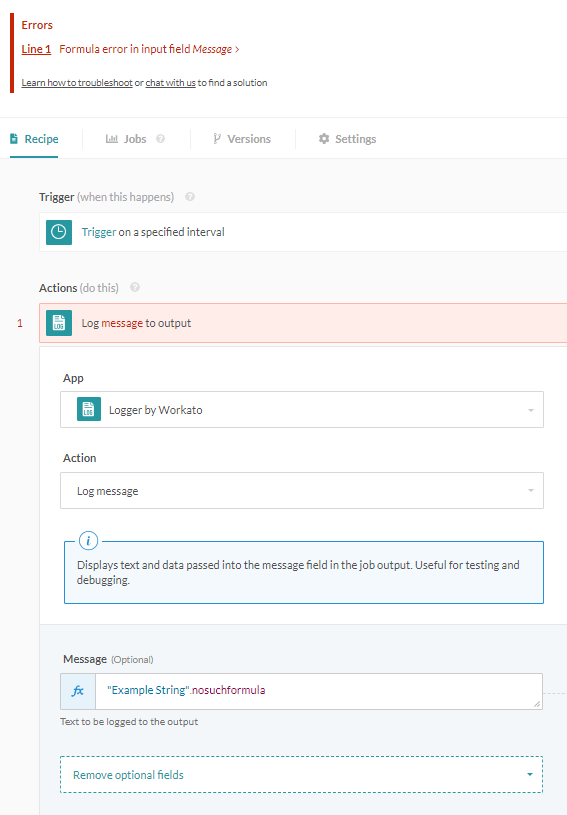 Errors
Line 1 Formula error in input field Message >
Learn how to troubleshoot or chat with us to find a solution
Recipe Jobs ? Versions Settings
Trigger (when this happens) ?
Trigger on a specified interval
Actions (do this) ?
1 LOG Log message to output
App
LOG Logger by Workato
Action
Log message
i
Displays text and data passed into the message field in the job output. Useful for testing and
debugging.
Message (Optional)
fx "Example String".nosuchformula
Text to be logged to the output
Remove optional fields